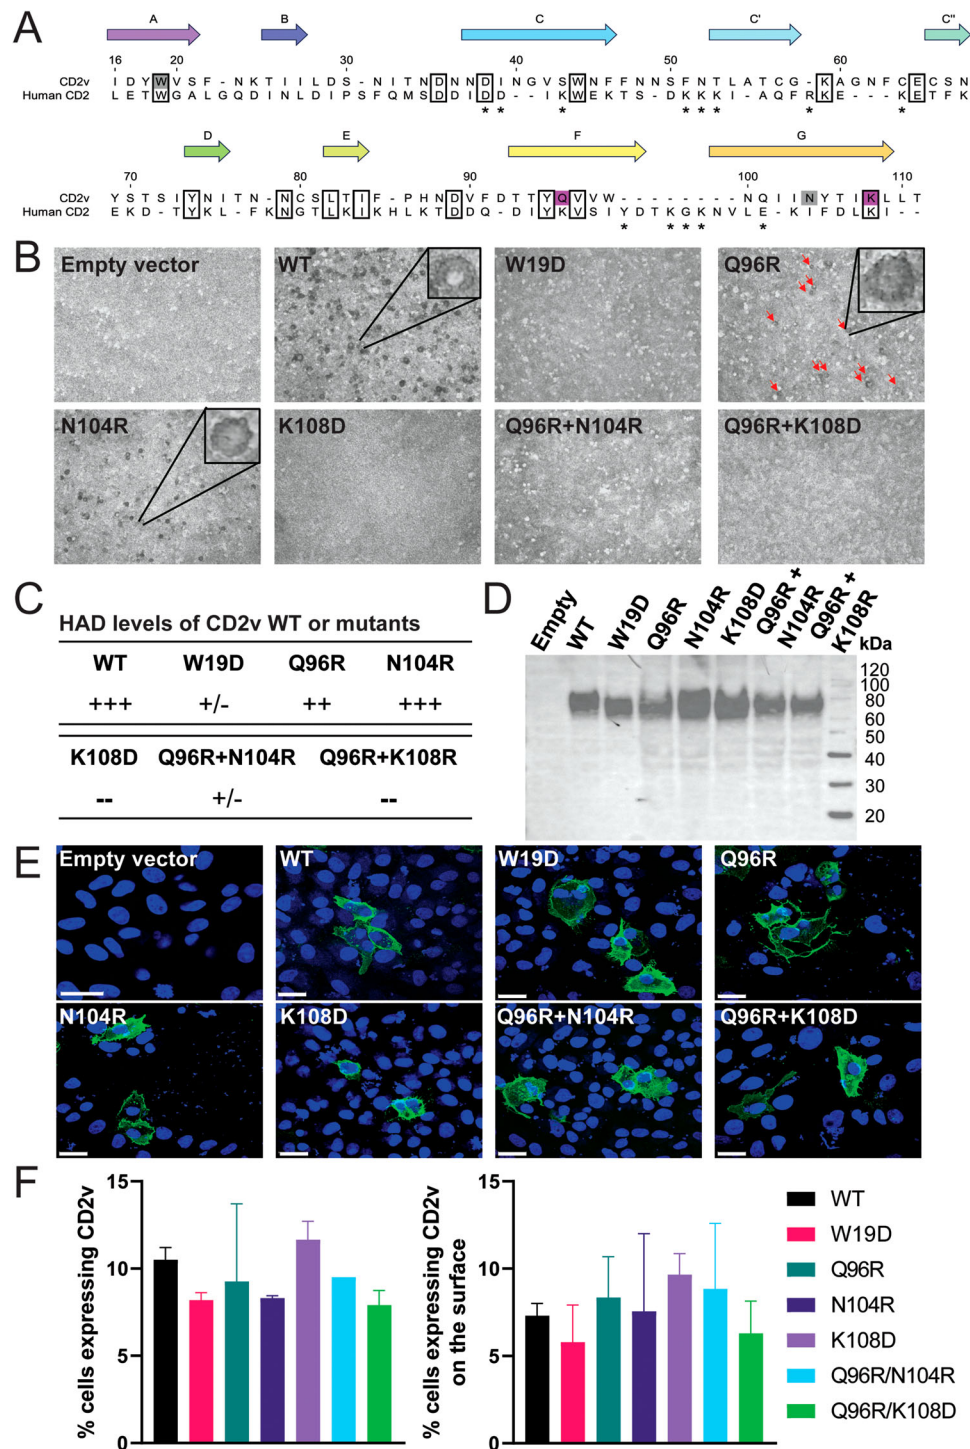 A
A B C C' C''
16 20 30 40 50 60
CD2v I D Y W V S F - N K T I I L D S - N I T N D N N D I N G V S N F F N N S F N T L A T C G - A G N F C E C S N
Human CD2 L E T W G A L G Q D I N L D I P S F Q M S D D I D D - - I K W E K T S - D K K K I - A Q F R K E - - K E T F K
* * * * * * * *
D E F G
70 80 90 100 110
CD2v Y S T S I Y N I T N - N C S L T I F - P H N D V F D T T Y Q V V W - - - - - - - - N Q I I N Y T I K L L T
Human CD2 E K D - T Y K L - F K N G T L K I K H L K T D D Q - D I Y K V S I Y D T K G K N V L E - K I F D L K I - -
* * * * *
B
Empty vector WT W19D Q96R
N104R K108D Q96R+N104R Q96R+K108D
C
HAD levels of CD2v WT or mutants
WT W19D Q96R N104R
+++ +/- ++ +++
K108D Q96R+N104R Q96R+K108R
-- +/- --
D
Empty WT W19D Q96R N104R K108D Q96R + N104R Q96R + K108R
kDa
120
100
80
60
50
40
30
20
E
Empty vector WT W19D Q96R
N104R K108D Q96R+N104R Q96R+K108D
F
% cells expressing CD2v
15
10
5
0
% cells expressing CD2v
on the surface
15
10
5
0
WT
W19D
Q96R
N104R
K108D
Q96R/N104R
Q96R/K108D